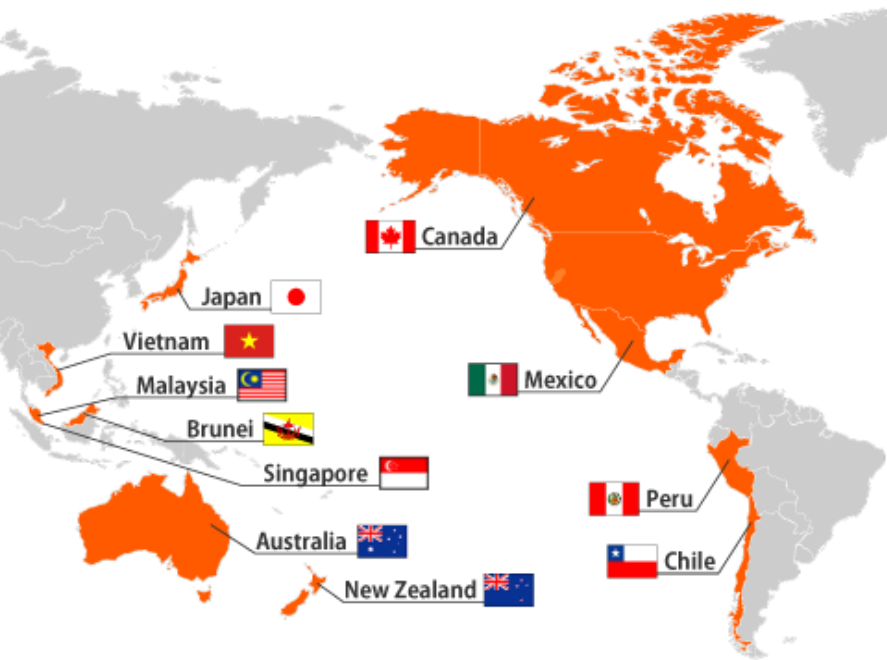 Canada
Japan
Vietnam
Mexico
Malaysia
Brunei
Singapore
Peru
Australia
Chile
New Zealand